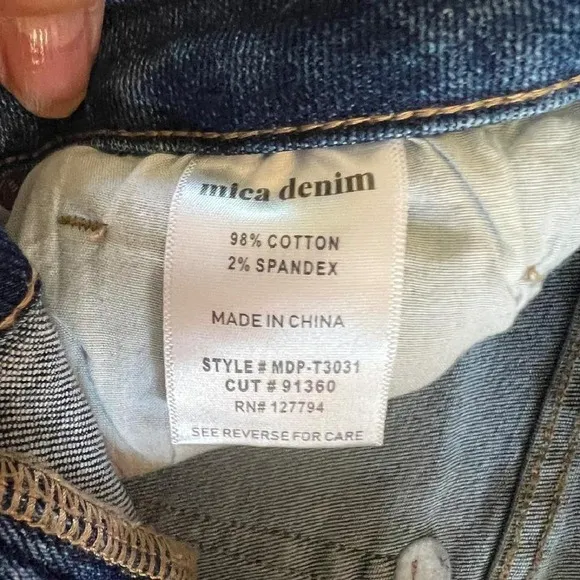 mica denim
98% COTTON
2% SPANDEX
MADE IN CHINA
STYLE # MDP-T3031
CUT # 91360
RN# 127794
SEE REVERSE FOR CARE